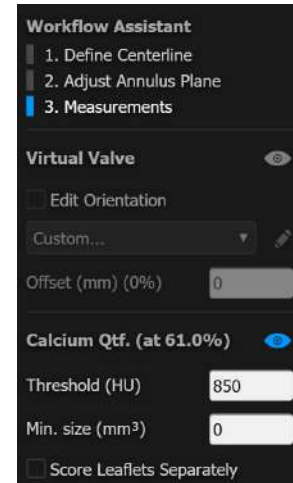 Workflow Assistant
1. Define Centerline
2. Adjust Annulus Plane
3. Measurements
Virtual Valve
Edit Orientation
Custom...
Offset (mm) (0%) 0
Calcium Qtf. (at 61.0%)
Threshold (HU) 850
Min. size (mm³) 0
Score Leaflets Separately